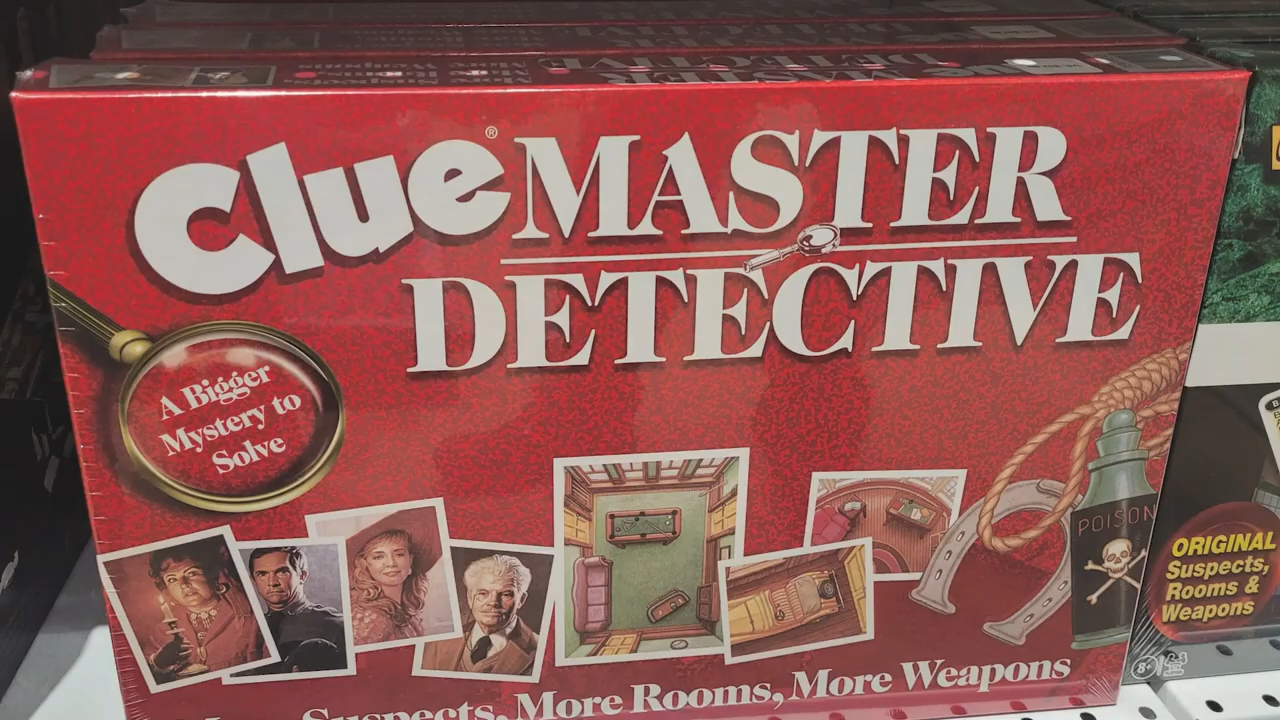 Clue® MASTER
DETECTIVE
A Bigger
Mystery to
Solve
POISON
Suspects, More Rooms, More Weapons
8+
ORIGINAL
Suspects,
Rooms &
Weapons